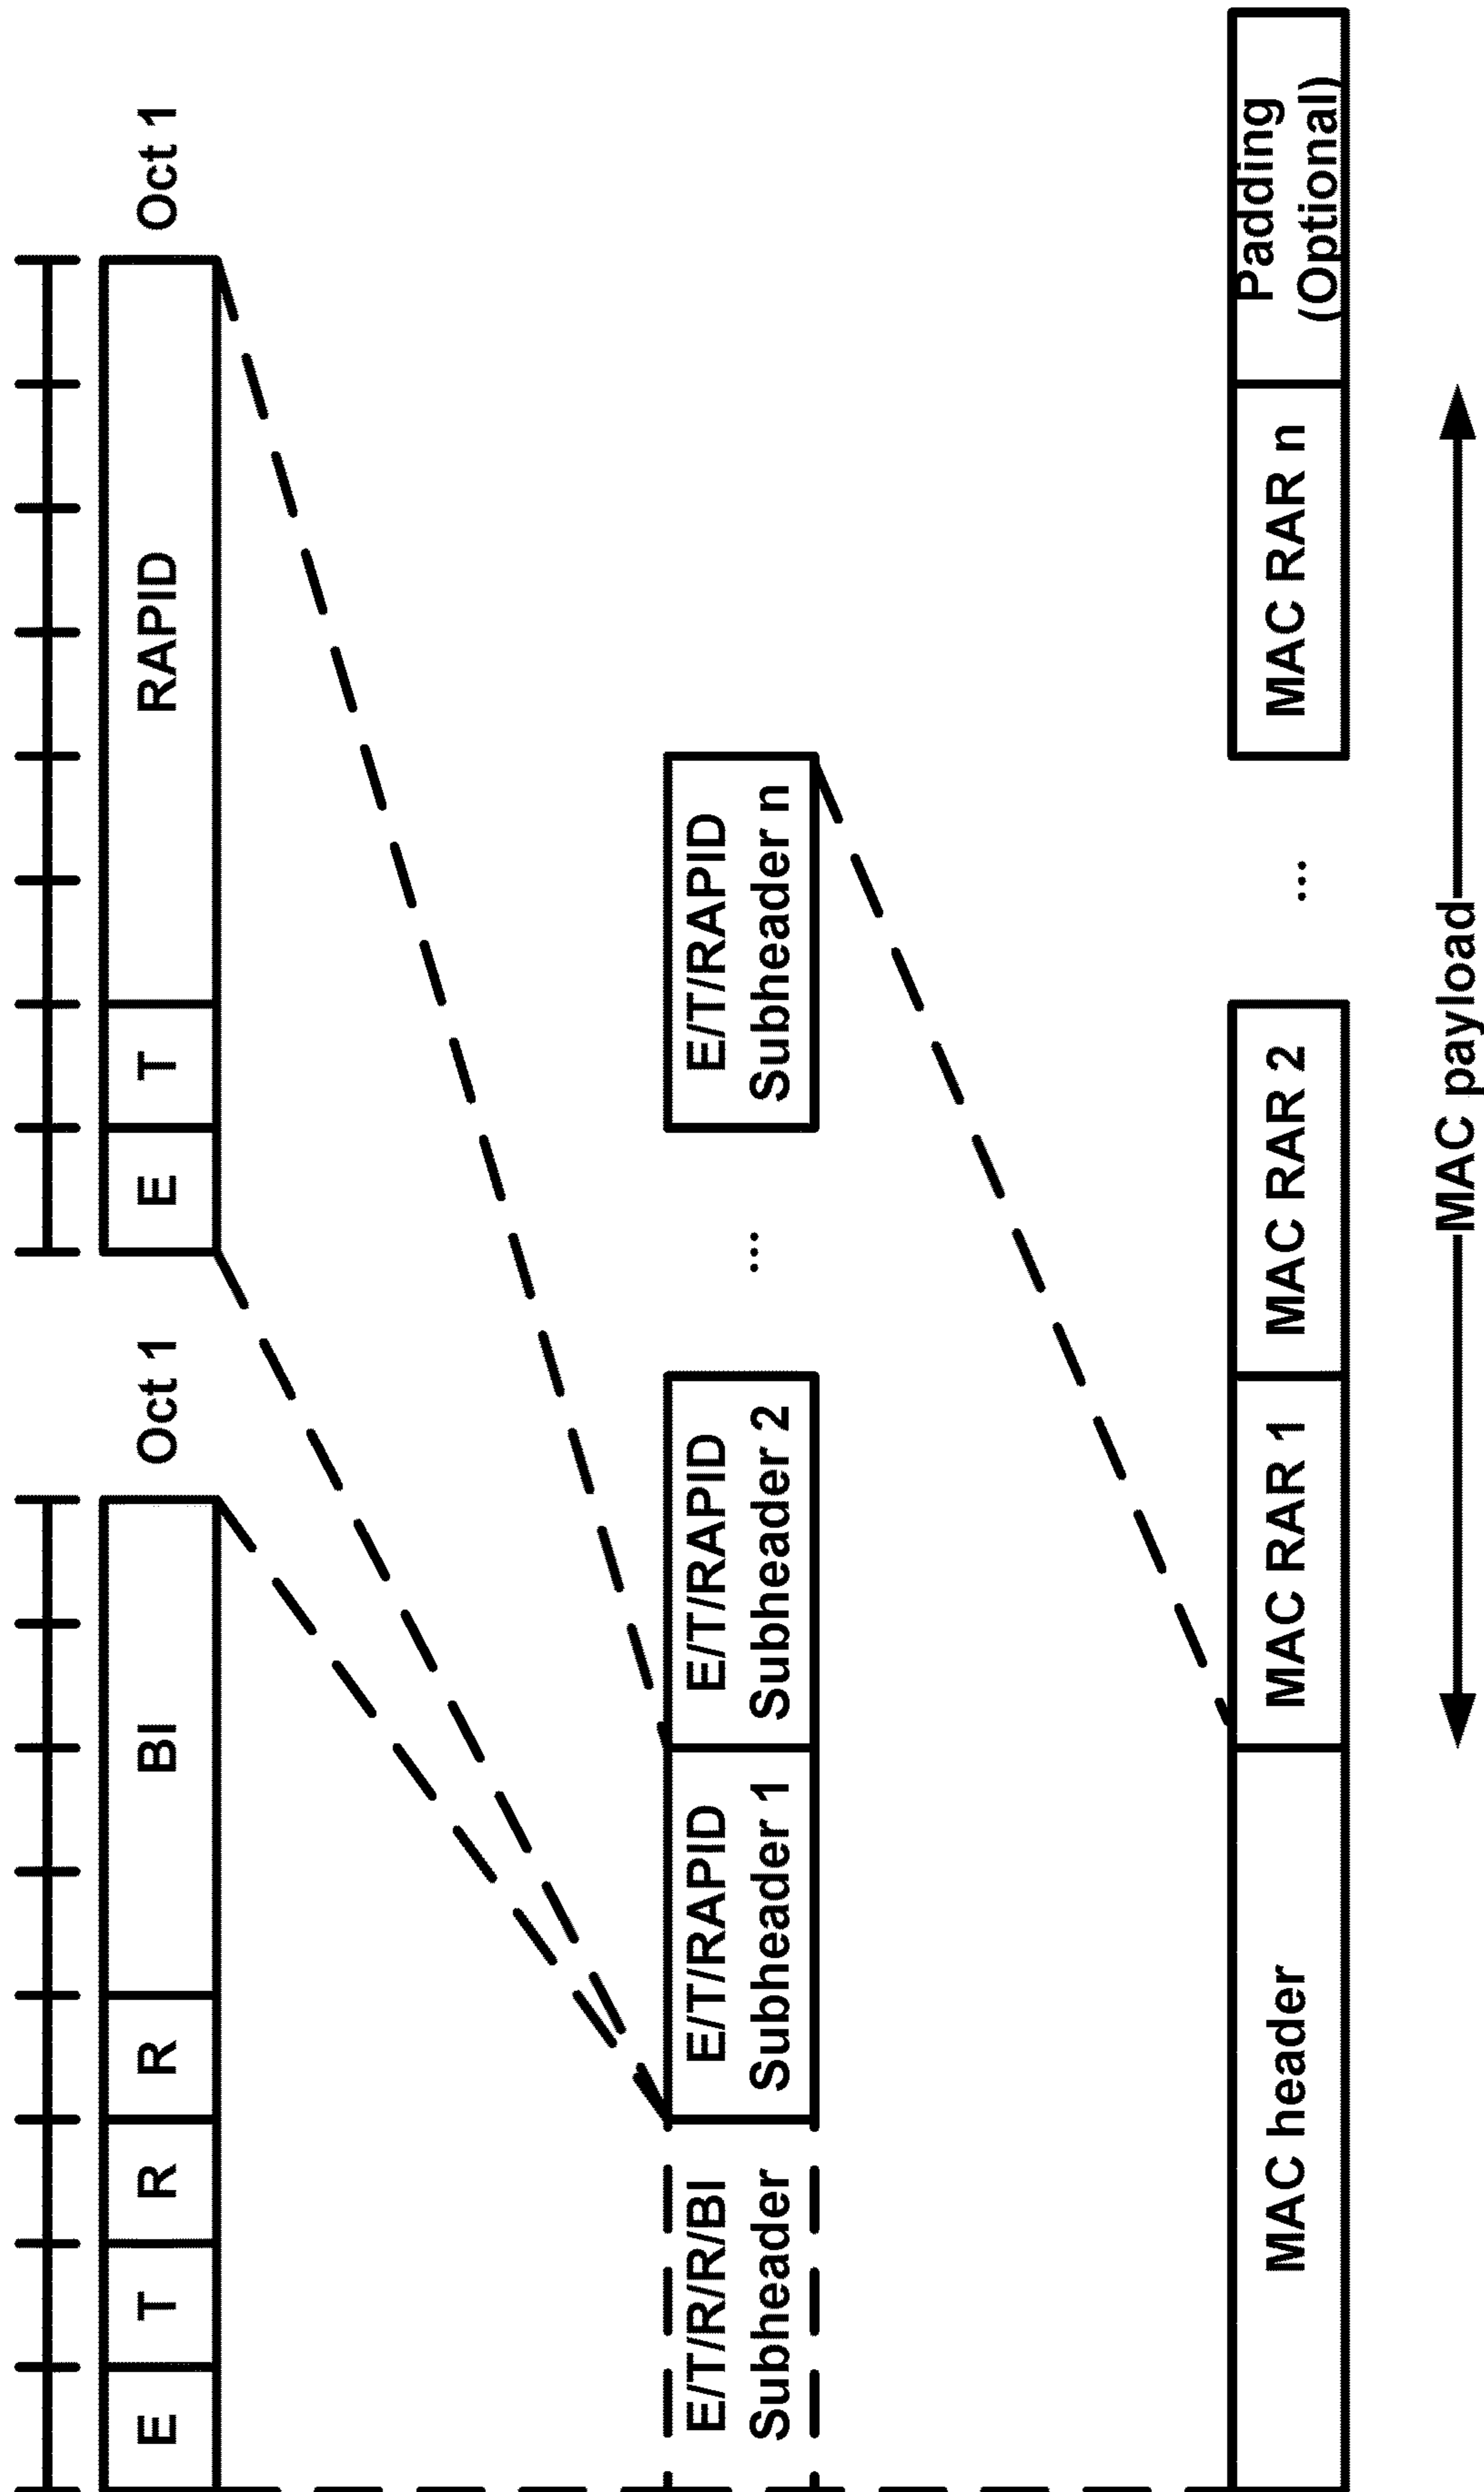 E
T
R
R
BI
Oct 1
E
T
RAPID
Oct 1
E/T/R/R/BI
Subheader
E/T/RAPID
Subheader 1
E/T/RAPID
Subheader 2
...
E/T/RAPID
Subheader n
MAC header
MAC RAR 1
MAC RAR 2
...
MAC RAR n
Padding
(Optional)
MAC payload